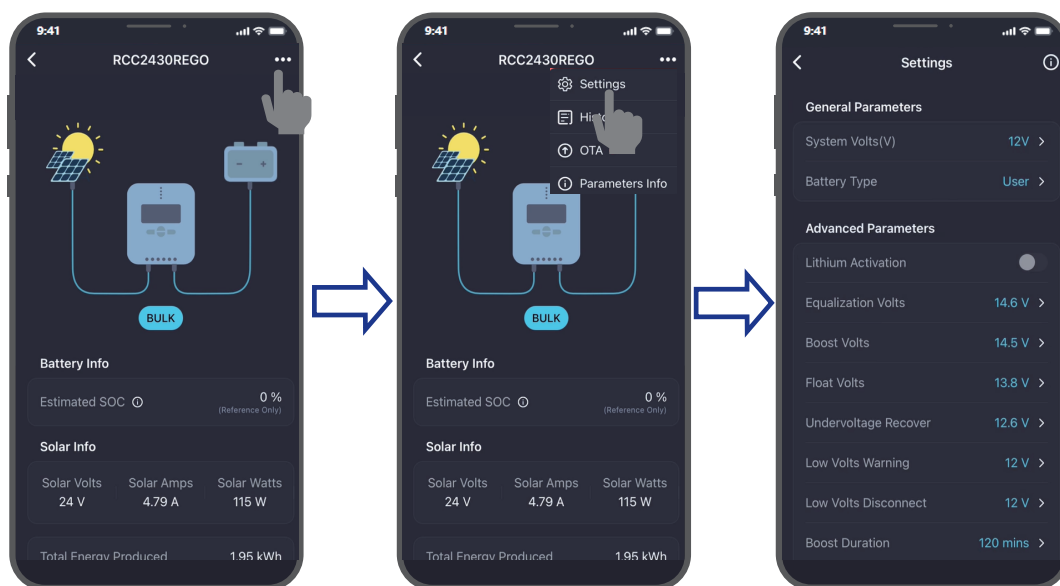 9:41
RCC2430REGO
- +
BULK
Battery Info
Estimated SOC 0 %
(Reference Only)
Solar Info
Solar Volts Solar Amps Solar Watts
24 V 4.79 A 115 W
Total Energy Produced 1.95 kWh
9:41
RCC2430REGO
Settings
OTA
Parameters Info
BULK
Battery Info
Estimated SOC 0 %
(Reference Only)
Solar Info
Solar Volts Solar Amps Solar Watts
24 V 4.79 A 115 W
Total Energy Produced 1.95 kWh
9:41
Settings
General Parameters
System Volts(V) 12V
Battery Type User
Advanced Parameters
Lithium Activation
Equalization Volts 14.6 V
Boost Volts 14.5 V
Float Volts 13.8 V
Undervoltage Recover 12.6 V
Low Volts Warning 12 V
Low Volts Disconnect 12 V
Boost Duration 120 mins